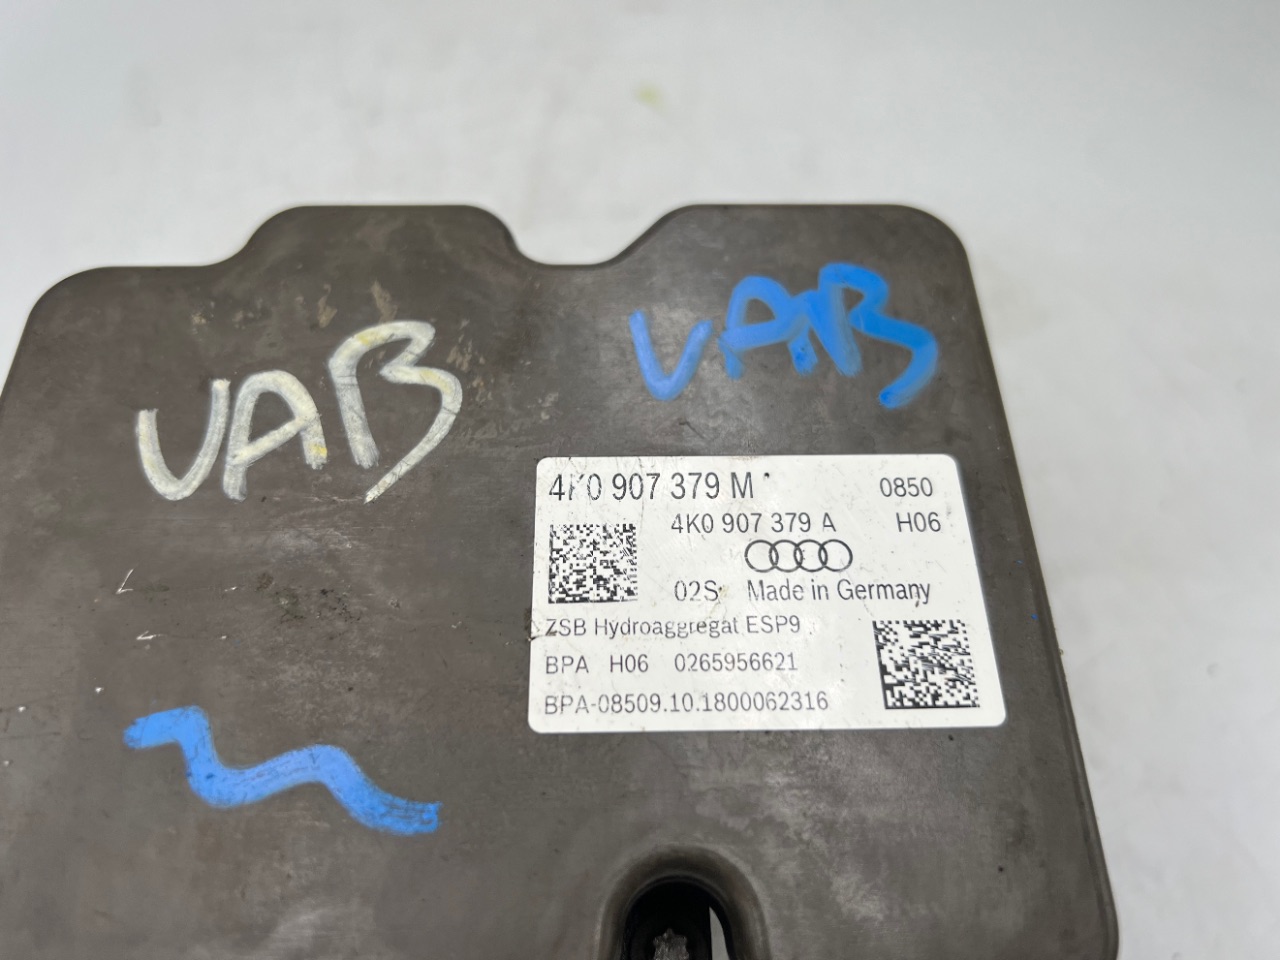 VAB
VAB
4K0 907 379 M
0850
4K0 907 379 A
H06
02S Made in Germany
ZSB Hydroaggregat ESP9
BPA H06 0265956621
BPA-08509.10.1800062316